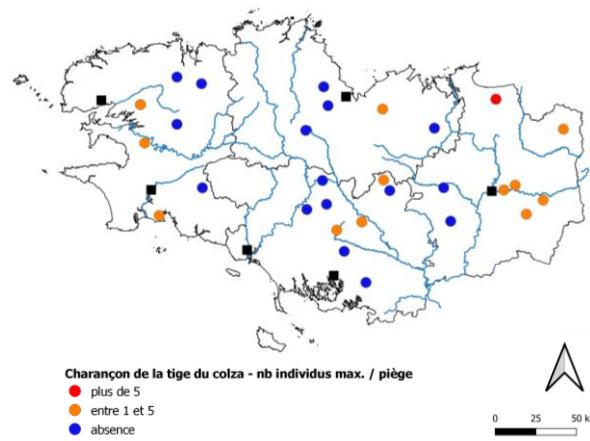 Charançon de la tige du colza - nb individus max. / piège
plus de 5
entre 1 et 5
absence
0 25 50 k